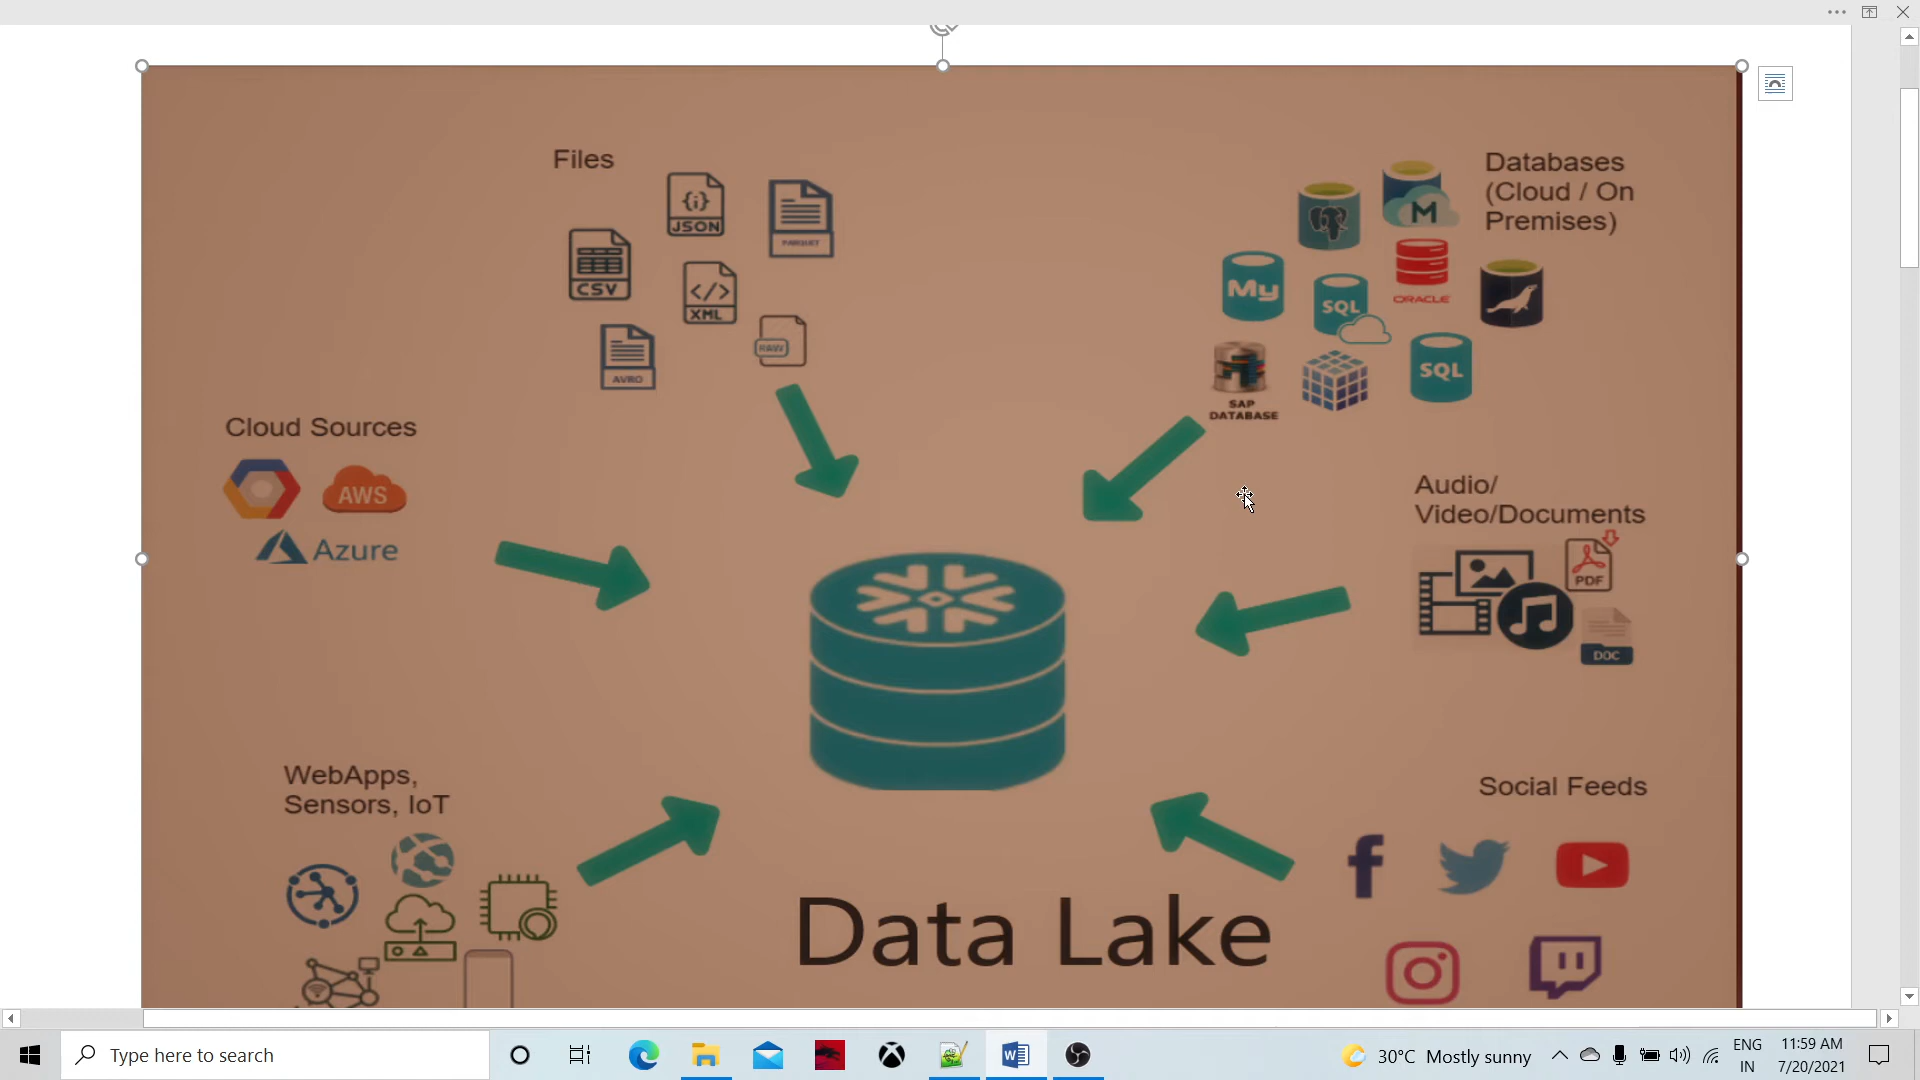 Files
JSON
PARQUET
CSV
XML
RAW
AVRO
Databases
(Cloud / On
Premises)
M
My
SQL
ORACLE
SQL
SAP
DATABASE
Cloud Sources
AWS
Azure
Audio/
Video/Documents
PDF
DOC
WebApps,
Sensors, IoT
Social Feeds
Data Lake
Type here to search
30°C Mostly sunny
ENG
IN
11:59 AM
7/20/2021